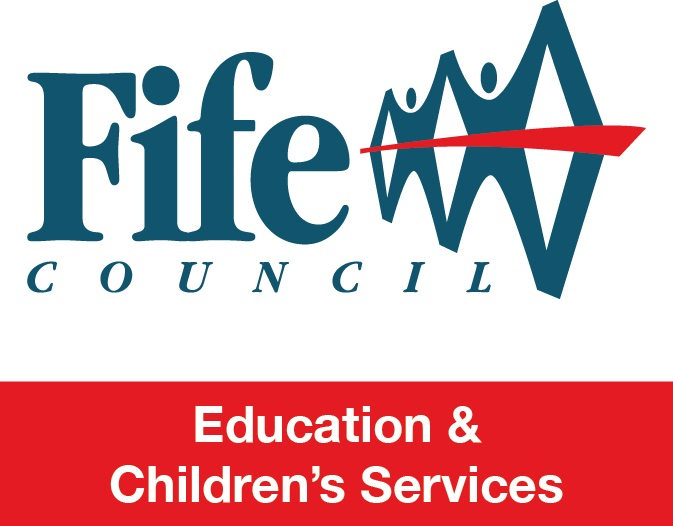 Fife
COUNCIL
Education &
Children’s Services